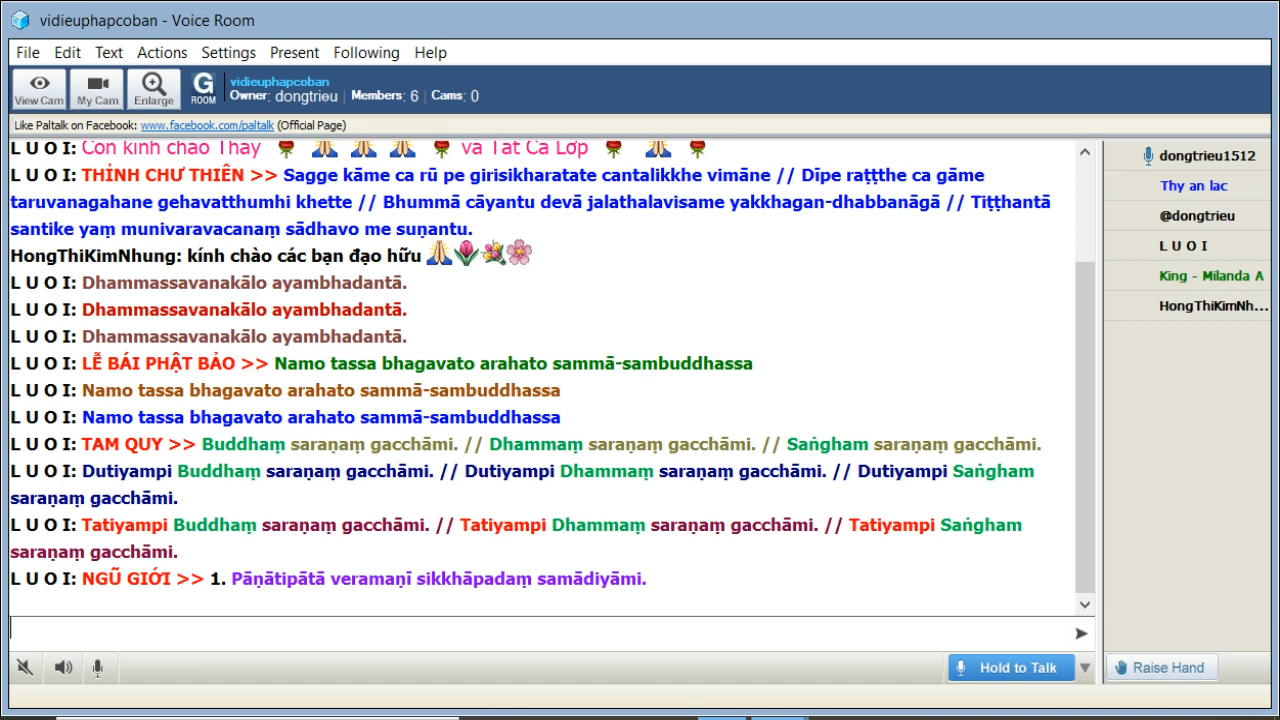 vidieuphapcoban - Voice Room
File Edit Text Actions Settings Present Following Help
View Cam My Cam Enlarge G ROOM
vidieuphapcoban
Owner: dongtrieu | Members: 6 | Cams: 0
Like Paltalk on Facebook: www.facebook.com/paltalk (Official Page)
L U O I: Con kính chào Thầy và Tất Cả Lớp
L U O I: THỈNH CHƯ THIÊN >> Sagge kāme ca rū pe girisikharatate cantalikkhe vimāne // Dīpe raṭṭthe ca gāme
taruvanagahane gehavatthumhi khette // Bhummā cāyantu devā jalathalavisame yakkhagan-dhabbanāgā // Tiṭṭhantā
santike yaṃ munivaravacanaṃ sādhavo me suṇantu.
HongThiKimNhung: kính chào các bạn đạo hữu
L U O I: Dhammassavanakālo ayambhadantā.
L U O I: Dhammassavanakālo ayambhadantā.
L U O I: Dhammassavanakālo ayambhadantā.
L U O I: LỄ BÁI PHẬT BẢO >> Namo tassa bhagavato arahato sammā-sambuddhassa
L U O I: Namo tassa bhagavato arahato sammā-sambuddhassa
L U O I: Namo tassa bhagavato arahato sammā-sambuddhassa
L U O I: TAM QUY >> Buddhaṃ saraṇaṃ gacchāmi. // Dhammaṃ saraṇaṃ gacchāmi. // Saṅgham saraṇaṃ gacchāmi.
L U O I: Dutiyampi Buddhaṃ saraṇaṃ gacchāmi. // Dutiyampi Dhammaṃ saraṇaṃ gacchāmi. // Dutiyampi Saṅgham
saraṇaṃ gacchāmi.
L U O I: Tatiyampi Buddhaṃ saraṇaṃ gacchāmi. // Tatiyampi Dhammaṃ saraṇaṃ gacchāmi. // Tatiyampi Saṅgham
saraṇaṃ gacchāmi.
L U O I: NGŨ GIỚI >> 1. Pāṇātipātā veramaṇī sikkhāpadaṃ samādiyāmi.
dongtrieu1512
Thy an lac
@dongtrieu
L U O I
King - Milanda A
HongThiKimNh...
Hold to Talk
Raise Hand